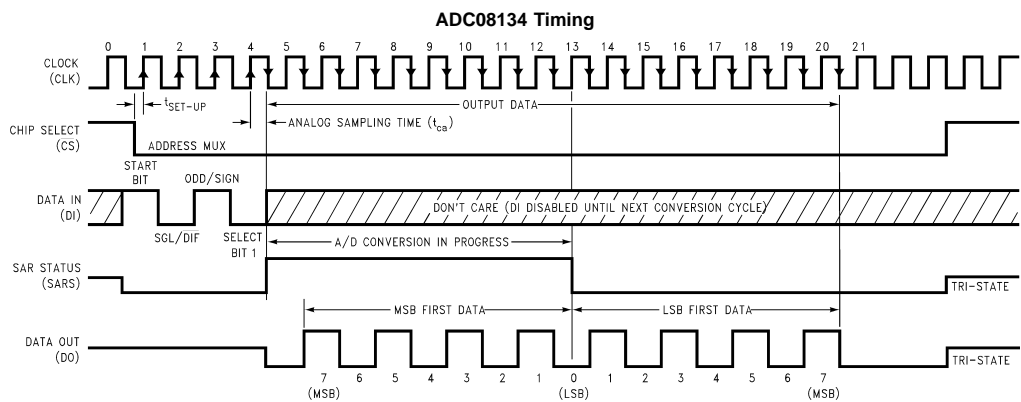 ADC08134 Timing
0 1 2 3 4 5 6 7 8 9 10 11 12 13 14 15 16 17 18 19 20 21
CLOCK
(CLK)
tSET-UP
OUTPUT DATA
ANALOG SAMPLING TIME (tca)
CHIP SELECT
(CS)
ADDRESS MUX
START
BIT
ODD/SIGN
DATA IN
(DI)
DON'T CARE (DI DISABLED UNTIL NEXT CONVERSION CYCLE)
SGL/DIF
SELECT
BIT 1
A/D CONVERSION IN PROGRESS
SAR STATUS
(SARS)
TRI-STATE
MSB FIRST DATA
LSB FIRST DATA
DATA OUT
(DO)
TRI-STATE
7 6 5 4 3 2 1 0 1 2 3 4 5 6 7
(MSB) (LSB) (MSB)